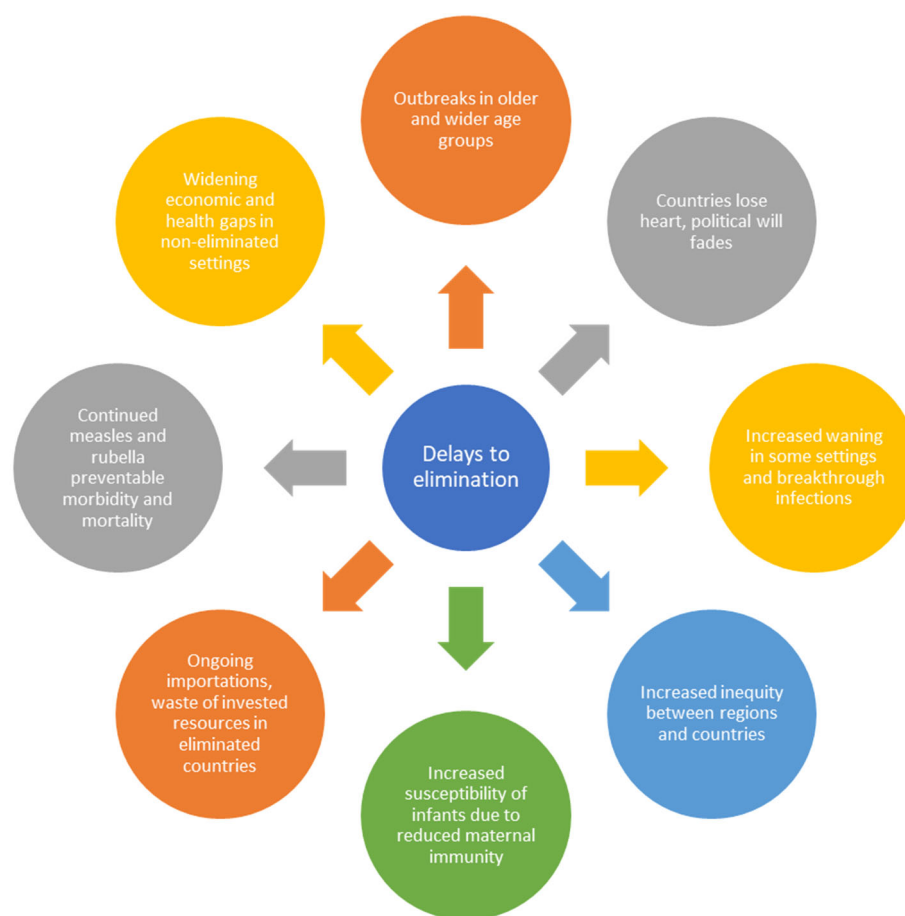 Outbreaks in older
and wider age
groups
Widening
economic and
health gaps in
non-eliminated
settings
Countries lose
heart, political will
fades
Continued
measles and
rubella
preventable
morbidity and
mortality
Delays to
elimination
Increased waning
in some settings
and breakthrough
infections
Ongoing
importations,
waste of invested
resources in
eliminated
countries
Increased inequity
between regions
and countries
Increased
susceptibility of
infants due to
reduced maternal
immunity